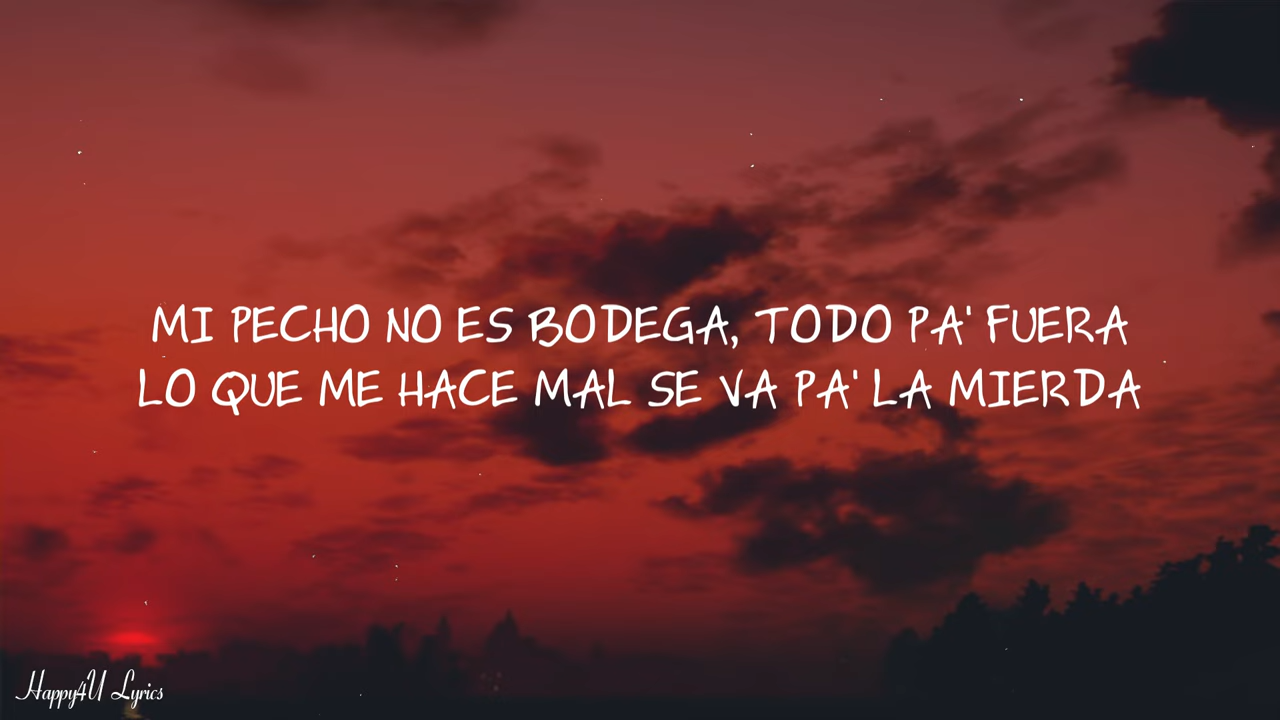 MI PECHO NO ES BODEGA, TODO PA' FUERA
LO QUE ME HACE MAL SE VA PA' LA MIERDA
Happy4U Lyrics